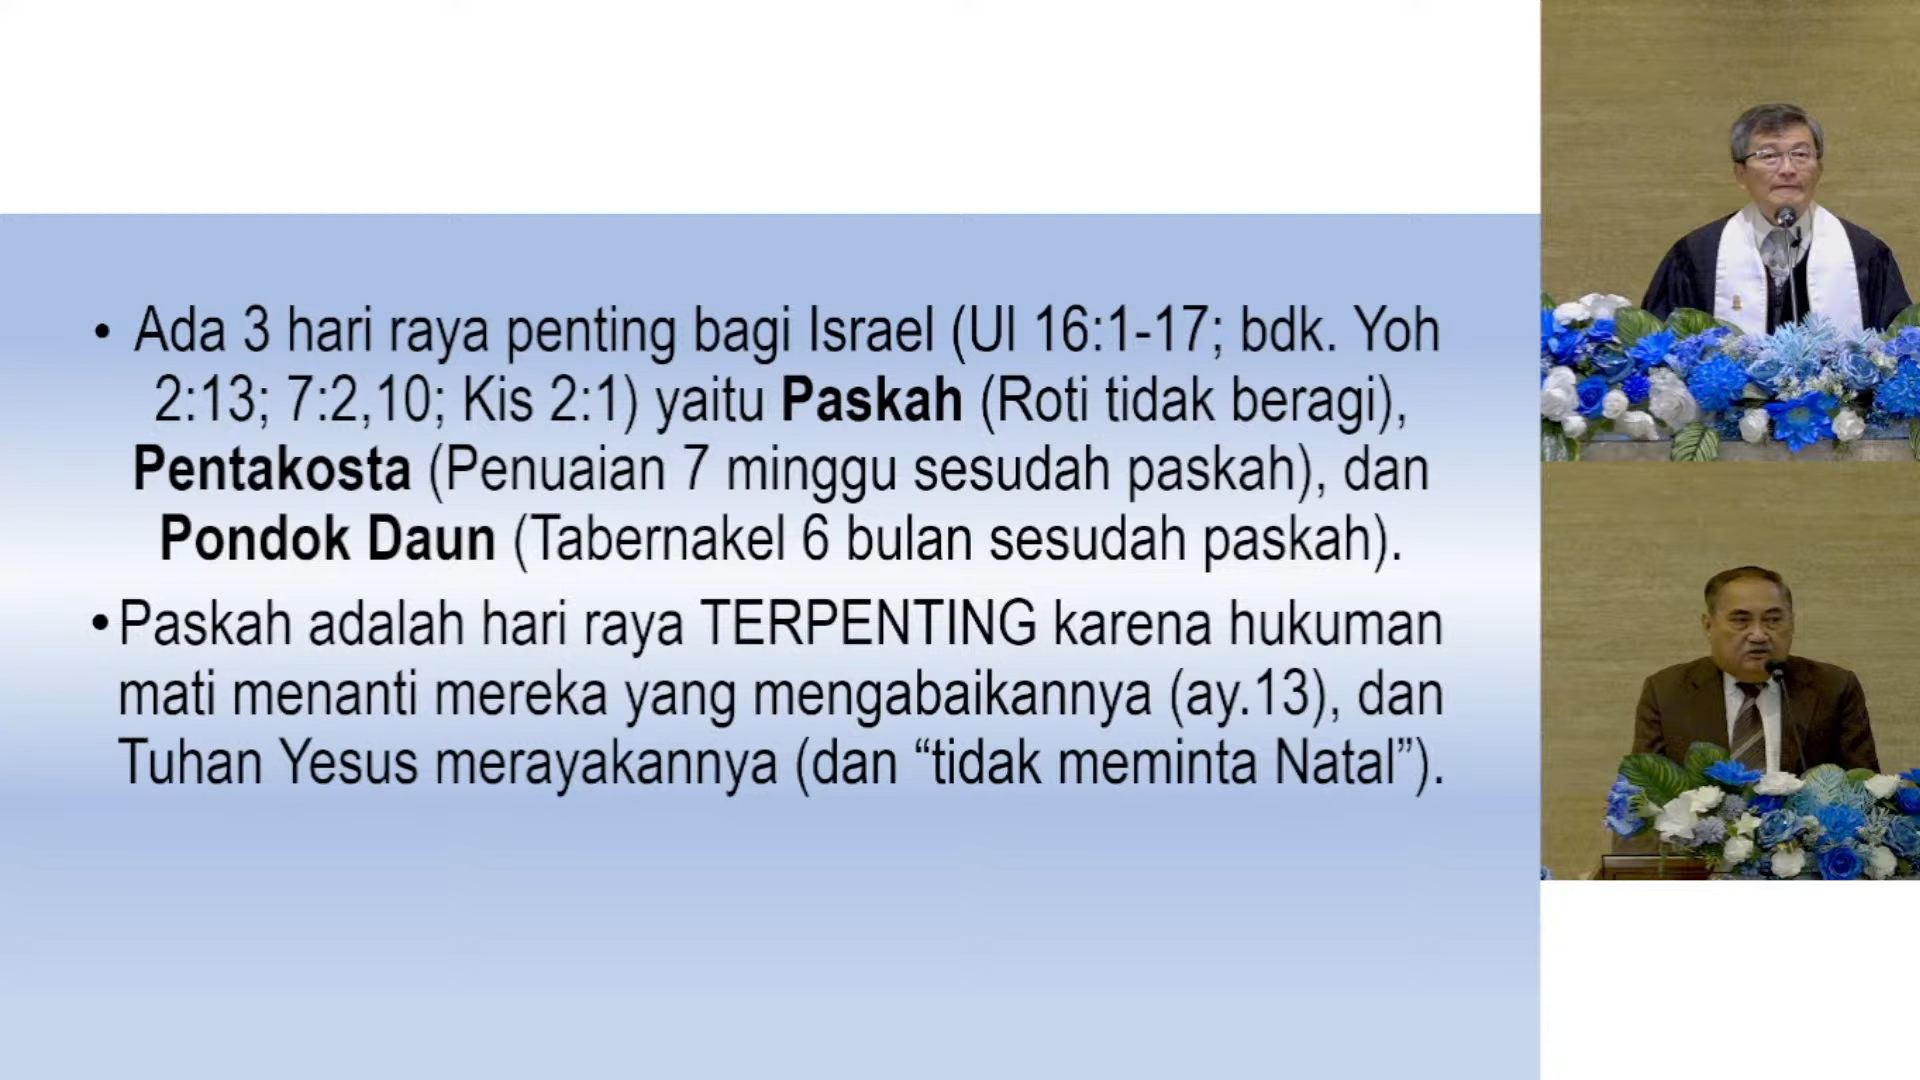 • Ada 3 hari raya penting bagi Israel (Ul 16:1-17; bdk. Yoh
2:13; 7:2,10; Kis 2:1) yaitu Paskah (Roti tidak beragi),
Pentakosta (Penuaian 7 minggu sesudah paskah), dan
Pondok Daun (Tabernakel 6 bulan sesudah paskah).
• Paskah adalah hari raya TERPENTING karena hukuman
mati menanti mereka yang mengabaikannya (ay.13), dan
Tuhan Yesus merayakannya (dan “tidak meminta Natal”).